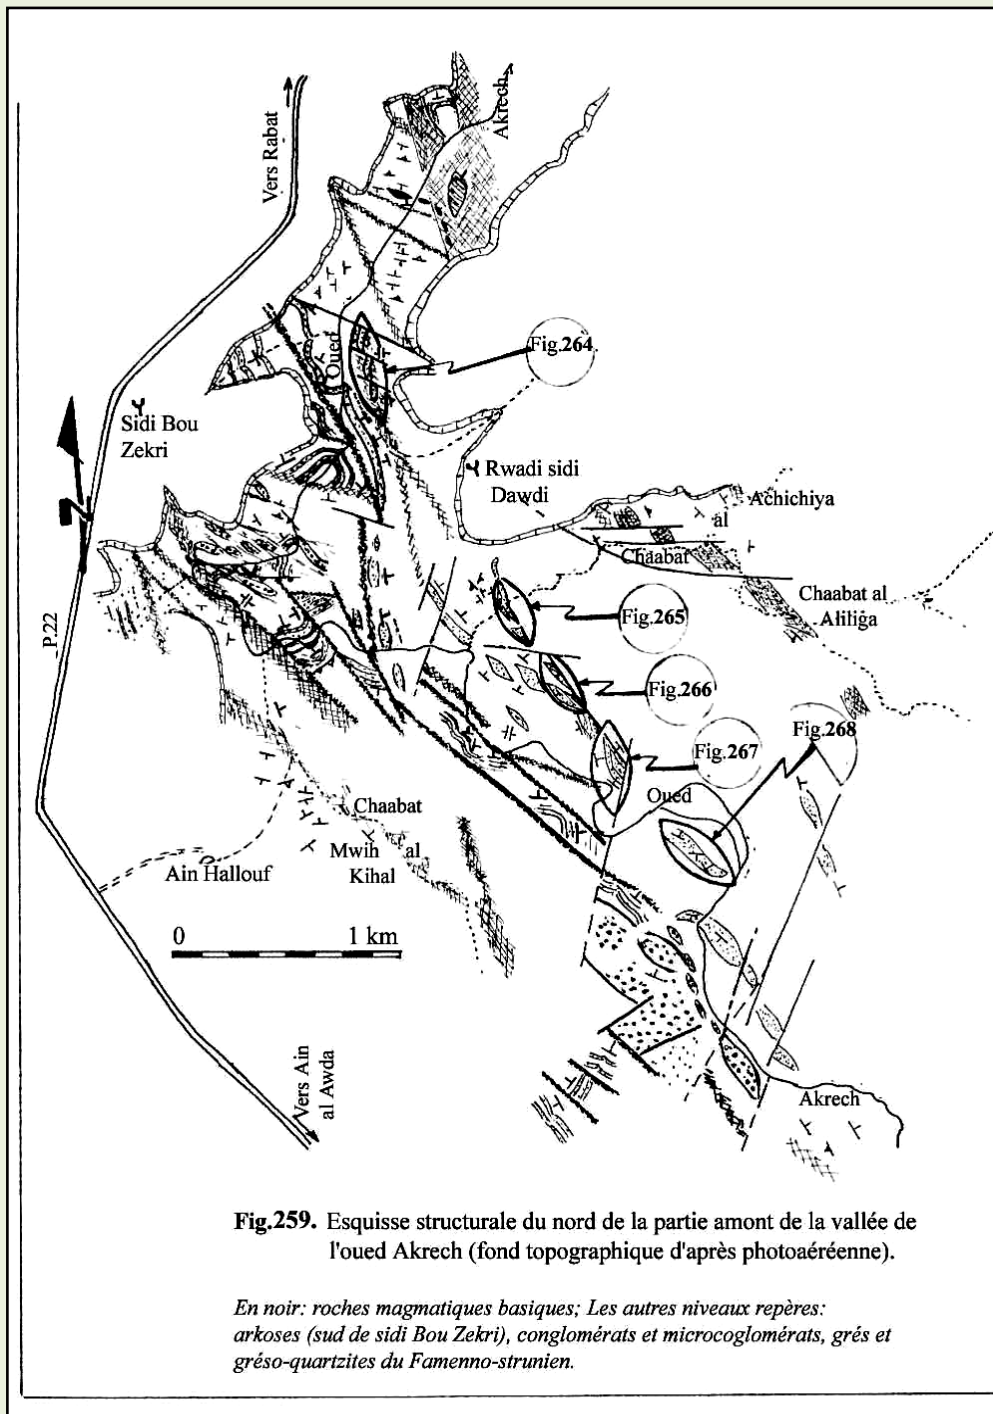 Vers Rabat
Akrech
Oued
Fig.264
Sidi Bou
Zekri
Rwadi sidi
Dawdi
Achichiya
al
Chaabat
Chaabat al
Fig.265
P.22
Fig.266
Fig.267
Fig.268
Oued
Chaabat
Mwih al
Kihal
Ain Hallouf
0 1 km
Vers Ain
al Awda
Akrech
Fig.259. Esquisse structurale du nord de la partie amont de la vallée de
l'oued Akrech (fond topographique d'après photoaéréenne).
En noir: roches magmatiques basiques; Les autres niveaux repères:
arkoses (sud de sidi Bou Zekri), conglomérats et microcoglomérats, grés et
gréso-quartzites du Famenno-strunien.